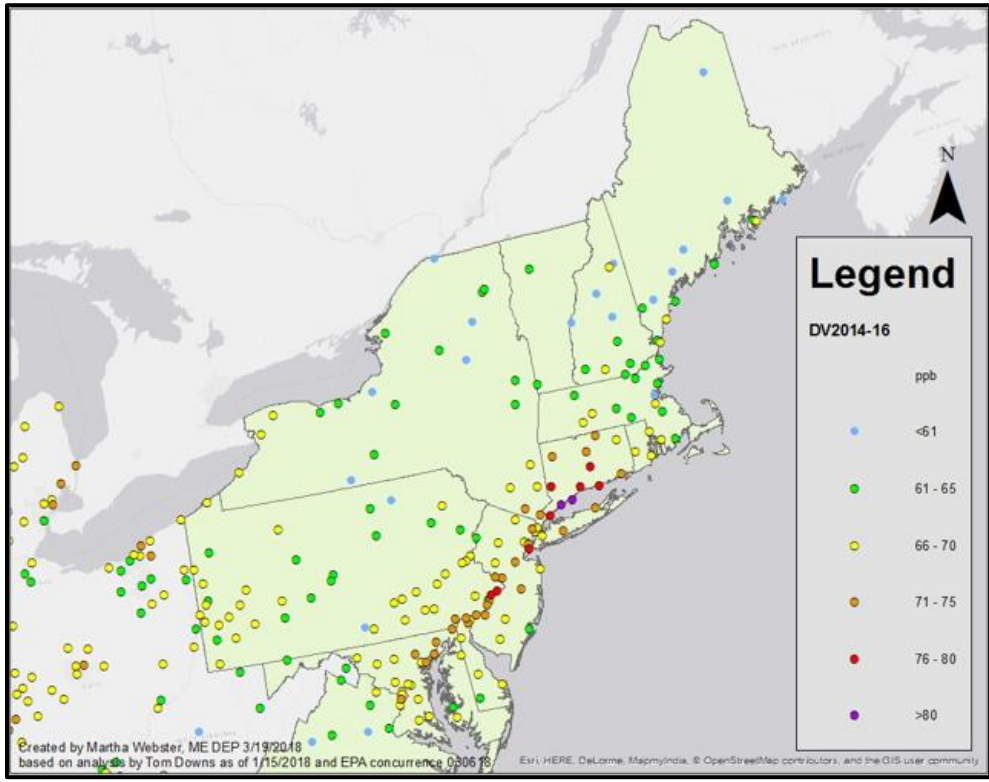 N
Legend
DV2014-16
ppb
<61
61 - 65
66 - 70
71 - 75
76 - 80
>80
Created by Martha Webster, ME DEP 3/19/2018
based on analysis by Tom Downs as of 1/15/2018 and EPA concurrence 030618
Esri, HERE, DeLorme, MapmyIndia, © OpenStreetMap contributors, and the GIS user community